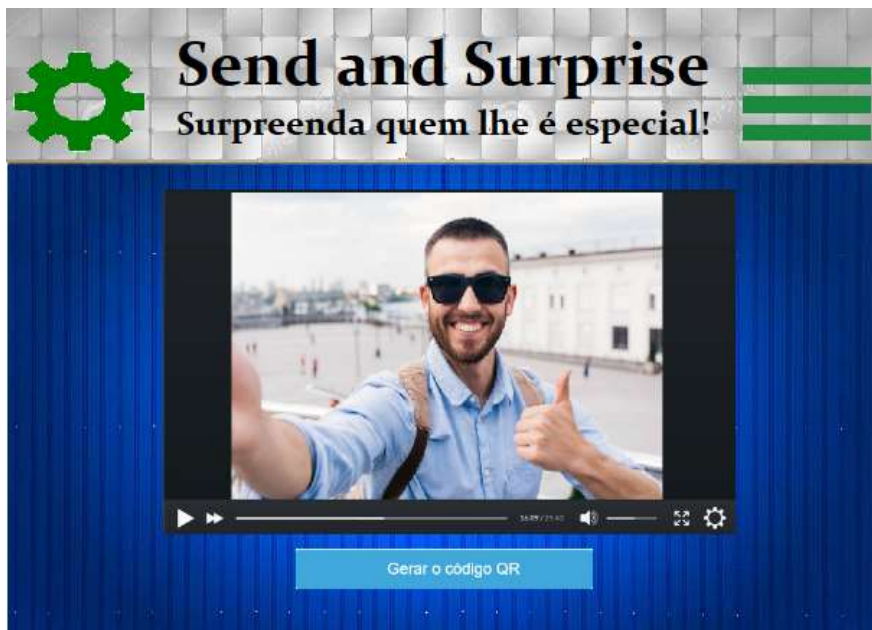 Send and Surprise
Surpreenda quem lhe é especial!
Gerar o código QR